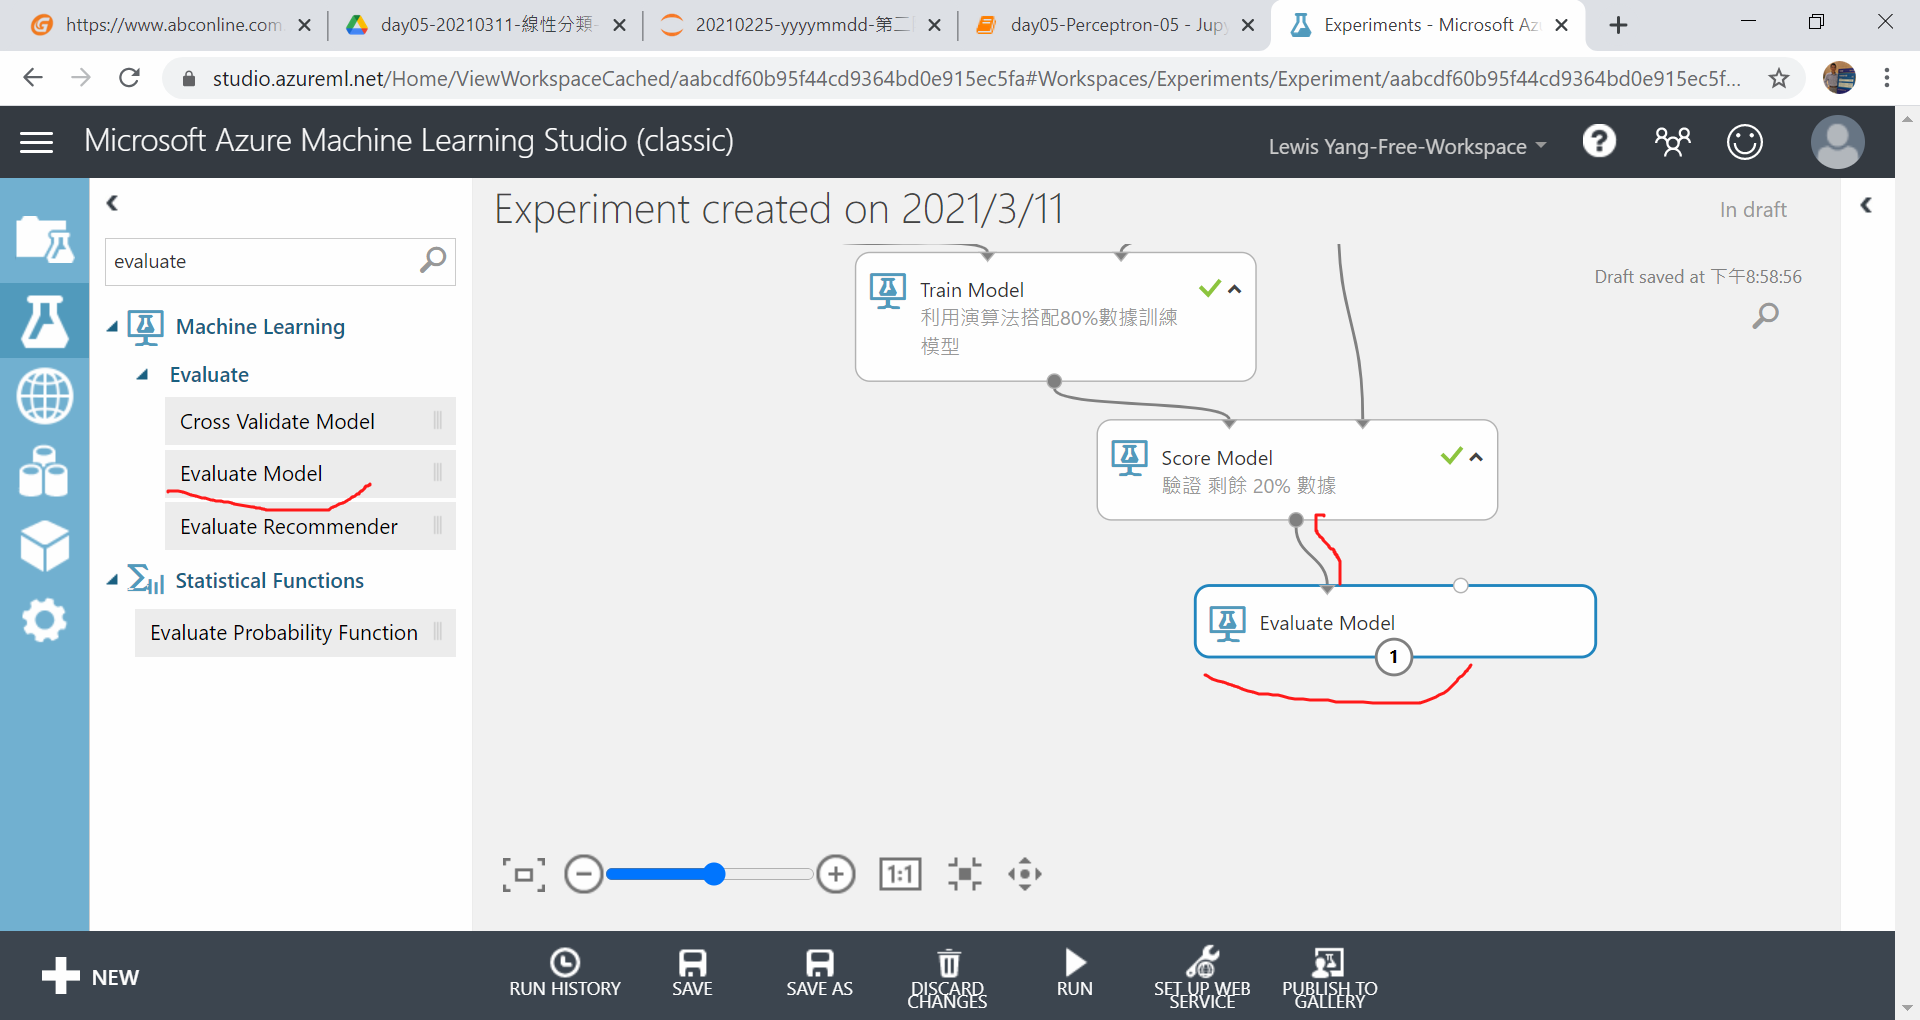 https://www.abconline.com
day05-20210311-線性分類-
20210225-yyyymmdd-第二
day05-Perceptron-05 - Jupy
Experiments - Microsoft Az
studio.azureml.net/Home/ViewWorkspaceCached/aabcdf60b95f44cd9364bd0e915ec5fa#Workspaces/Experiments/Experiment/aabcdf60b95f44cd9364bd0e915ec5f...
Microsoft Azure Machine Learning Studio (classic)
Lewis Yang-Free-Workspace
?
Experiment created on 2021/3/11
In draft
Draft saved at 下午8:58:56
evaluate
Machine Learning
Evaluate
Cross Validate Model
Evaluate Model
Evaluate Recommender
Statistical Functions
Evaluate Probability Function
Train Model
利用演算法搭配80%數據訓練
模型
Score Model
驗證 剩餘 20% 數據
Evaluate Model
1
1:1
NEW
RUN HISTORY
SAVE
SAVE AS
DISCARD
CHANGES
RUN
SET UP WEB
SERVICE
PUBLISH TO
GALLERY